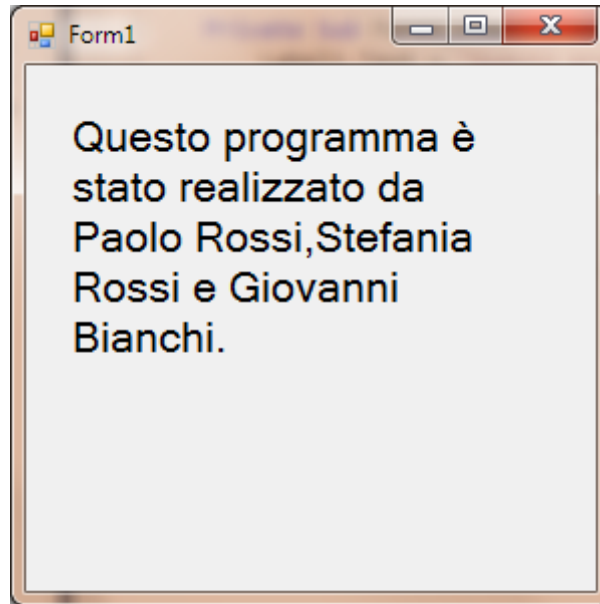 Form1
Questo programma è
stato realizzato da
Paolo Rossi,Stefania
Rossi e Giovanni
Bianchi.